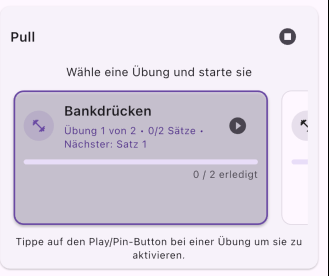 Pull
Wähle eine Übung und starte sie
Bankdrücken
Übung 1 von 2 • 0/2 Sätze •
Nächster: Satz 1
0 / 2 erledigt
Tippe auf den Play/Pin-Button bei einer Übung um sie zu
aktivieren.